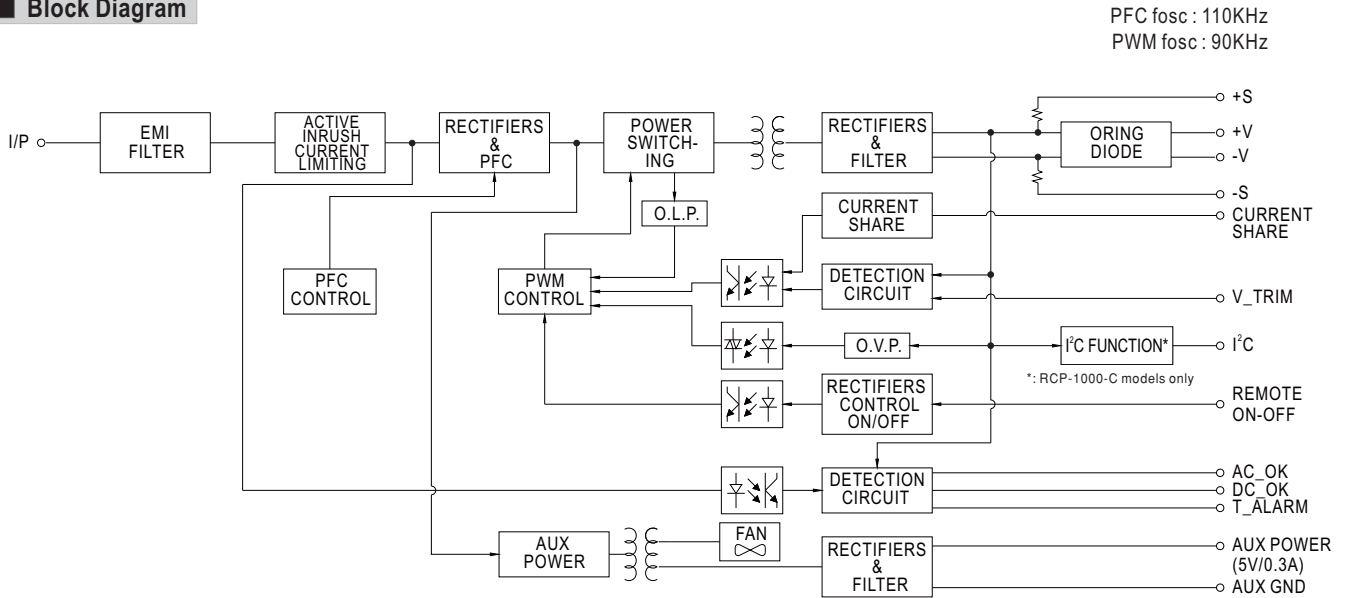 Block Diagram
PFC fosc : 110KHz
PWM fosc : 90KHz
I/P
EMI
FILTER
ACTIVE
INRUSH
CURRENT
LIMITING
RECTIFIERS
&
PFC
POWER
SWITCH-
ING
RECTIFIERS
&
FILTER
ORING
DIODE
+S
+V
-V
-S
O.L.P.
CURRENT
SHARE
CURRENT
SHARE
PFC
CONTROL
PWM
CONTROL
DETECTION
CIRCUIT
V_TRIM
O.V.P.
I²C FUNCTION*
I²C
*: RCP-1000-C models only
RECTIFIERS
CONTROL
ON/OFF
REMOTE
ON-OFF
DETECTION
CIRCUIT
AC_OK
DC_OK
T_ALARM
AUX
POWER
FAN
RECTIFIERS
&
FILTER
AUX POWER
(5V/0.3A)
AUX GND